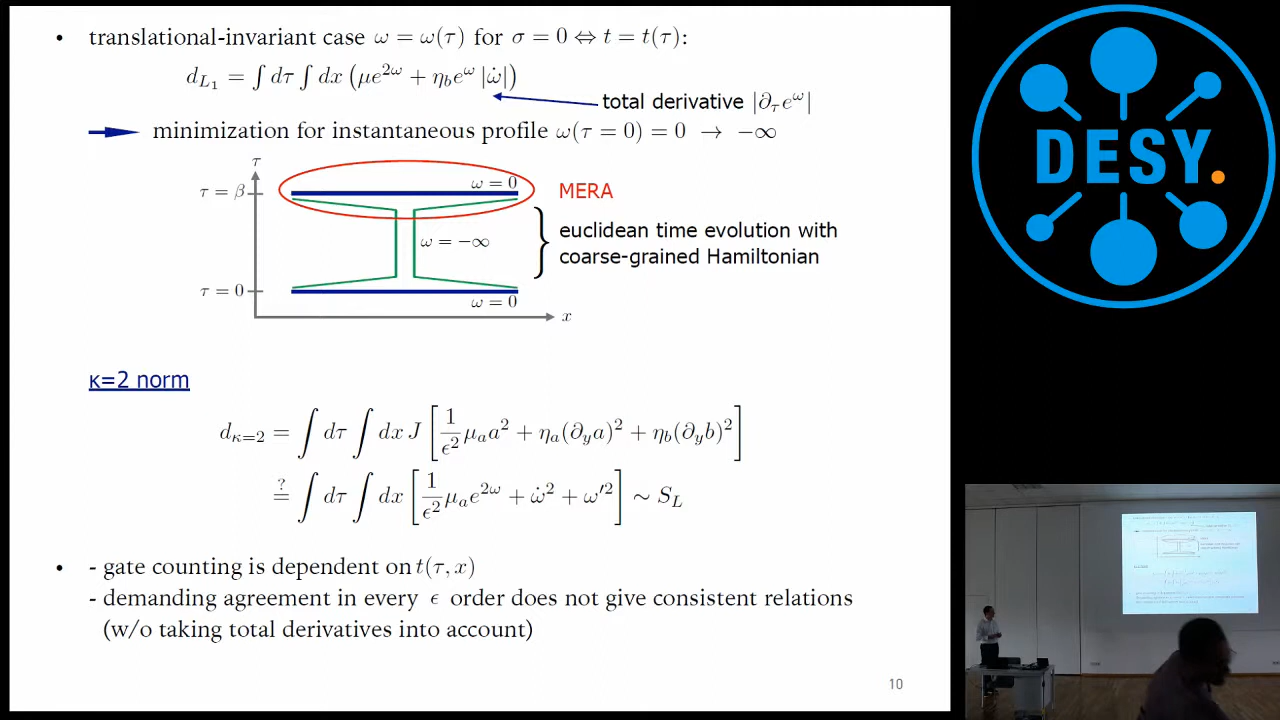 • translational-invariant case ω = ω(τ) for σ = 0 ⇔ t = t(τ):
d_{L_1} = ∫ dτ ∫ dx (μe^{2ω} + η_b e^ω |ω̇|)
total derivative |∂_τ e^ω|
minimization for instantaneous profile ω(τ = 0) = 0 → −∞
τ
τ = β
ω = 0
MERA
ω = −∞
euclidean time evolution with
coarse-grained Hamiltonian
τ = 0
ω = 0
x
κ=2 norm
d_{κ=2} = ∫ dτ ∫ dx J [ 1/ϵ² μ_a a² + η_a(∂_y a)² + η_b(∂_y b)² ]
≟ ∫ dτ ∫ dx [ 1/ϵ² μ_a e^{2ω} + ω̇² + ω′² ] ∼ S_L
• - gate counting is dependent on t(τ, x)
- demanding agreement in every ϵ order does not give consistent relations
(w/o taking total derivatives into account)
10
DESY.